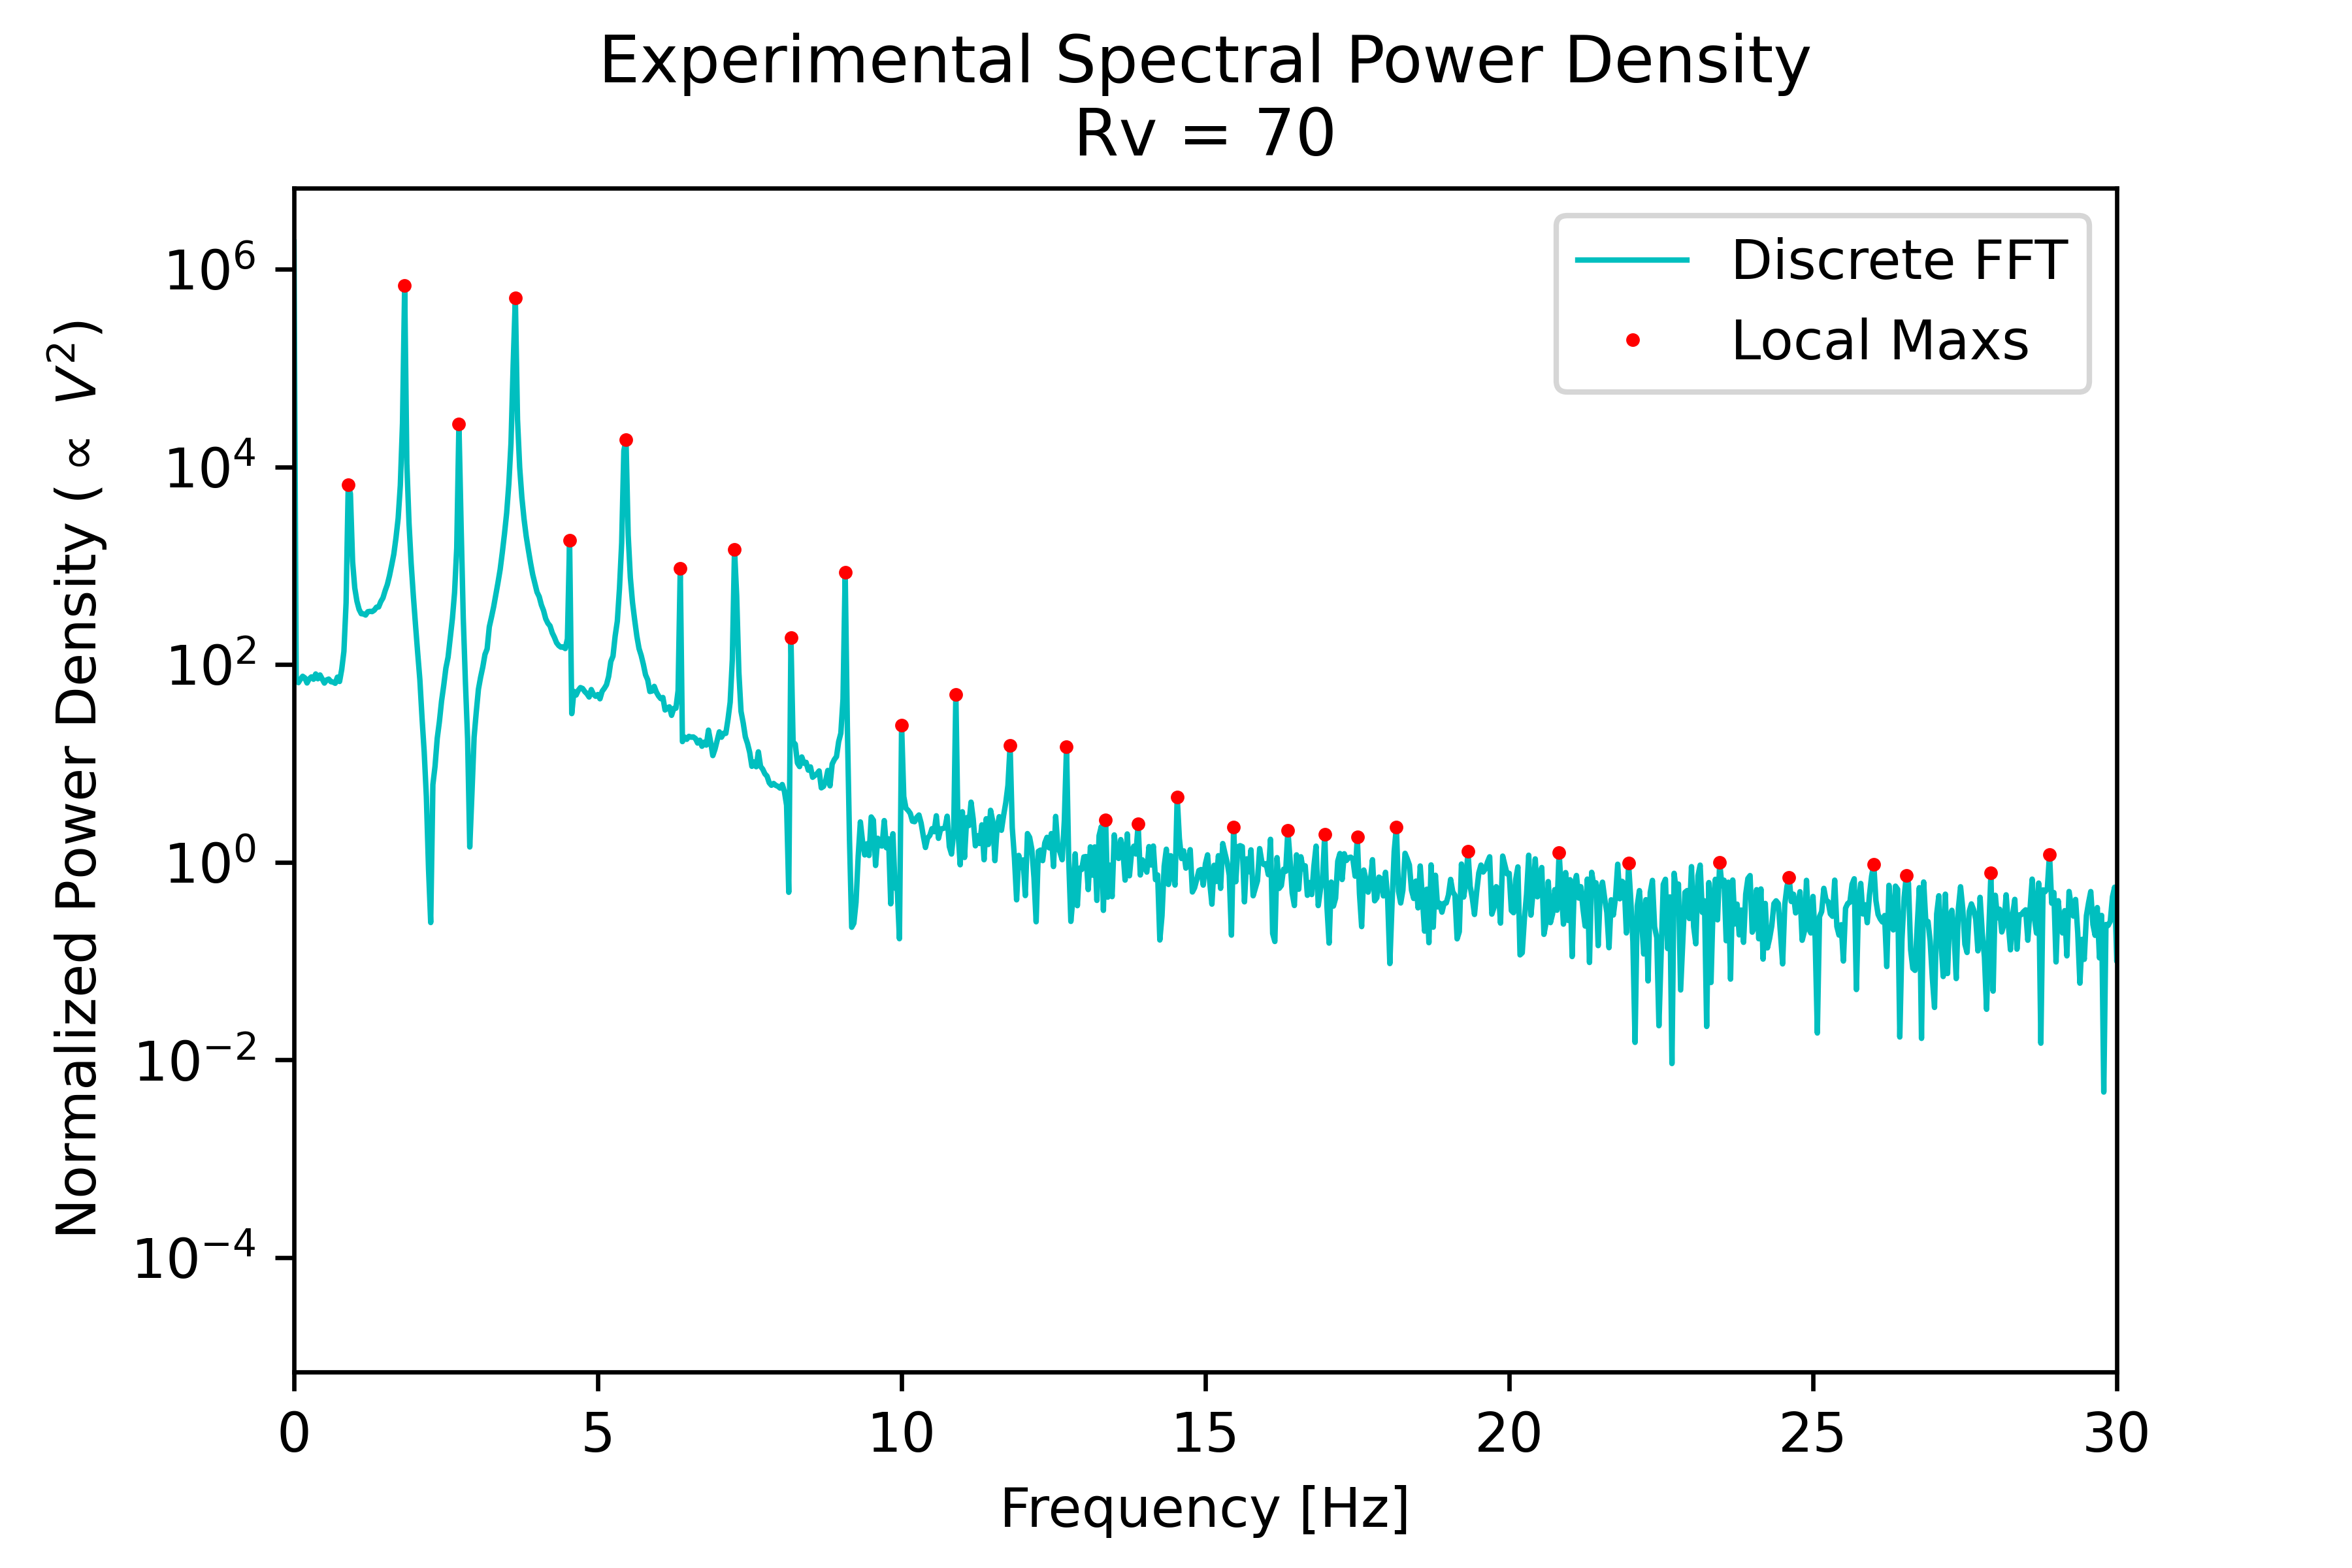 Experimental Spectral Power Density
Rv = 70
Normalized Power Density ( ∝ V²)
10⁶
10⁴
10²
10⁰
10⁻²
10⁻⁴
Discrete FFT
Local Maxs
0 5 10 15 20 25 30
Frequency [Hz]